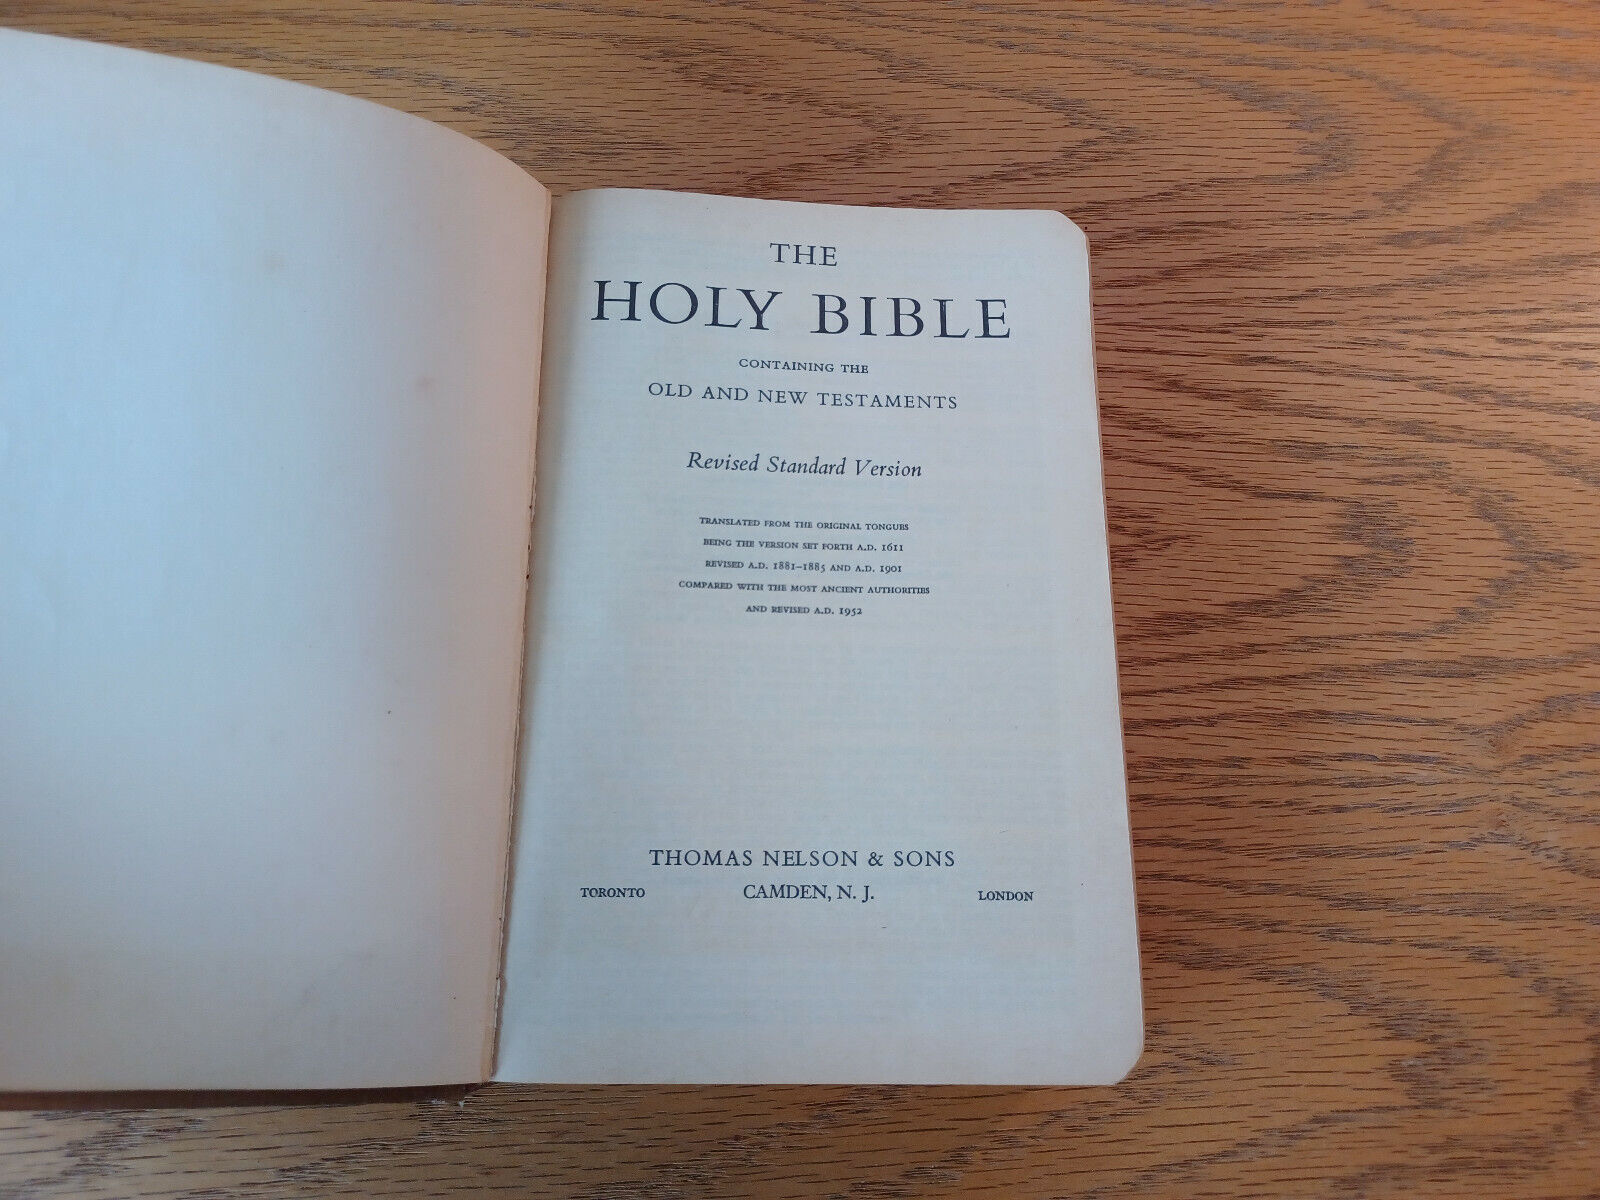 THE
HOLY BIBLE
CONTAINING THE
OLD AND NEW TESTAMENTS
Revised Standard Version
TRANSLATED FROM THE ORIGINAL TONGUES
BEING THE VERSION SET FORTH A.D. 1611
REVISED A.D. 1881–1885 AND A.D. 1901
COMPARED WITH THE MOST ANCIENT AUTHORITIES
AND REVISED A.D. 1952
THOMAS NELSON & SONS
TORONTO CAMDEN, N. J. LONDON